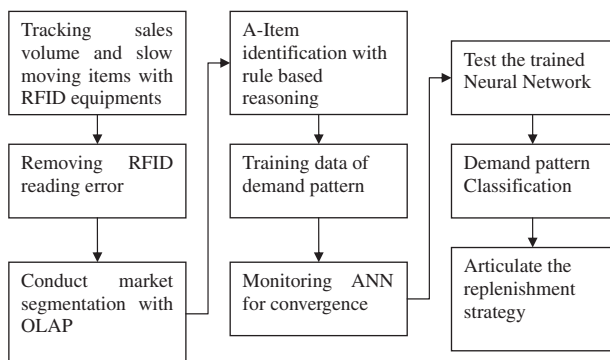 Tracking sales
volume and slow
moving items with
RFID equipments
Removing RFID
reading error
Conduct market
segmentation with
OLAP
A-Item
identification with
rule based
reasoning
Training data of
demand pattern
Monitoring ANN
for convergence
Test the trained
Neural Network
Demand pattern
Classification
Articulate the
replenishment
strategy